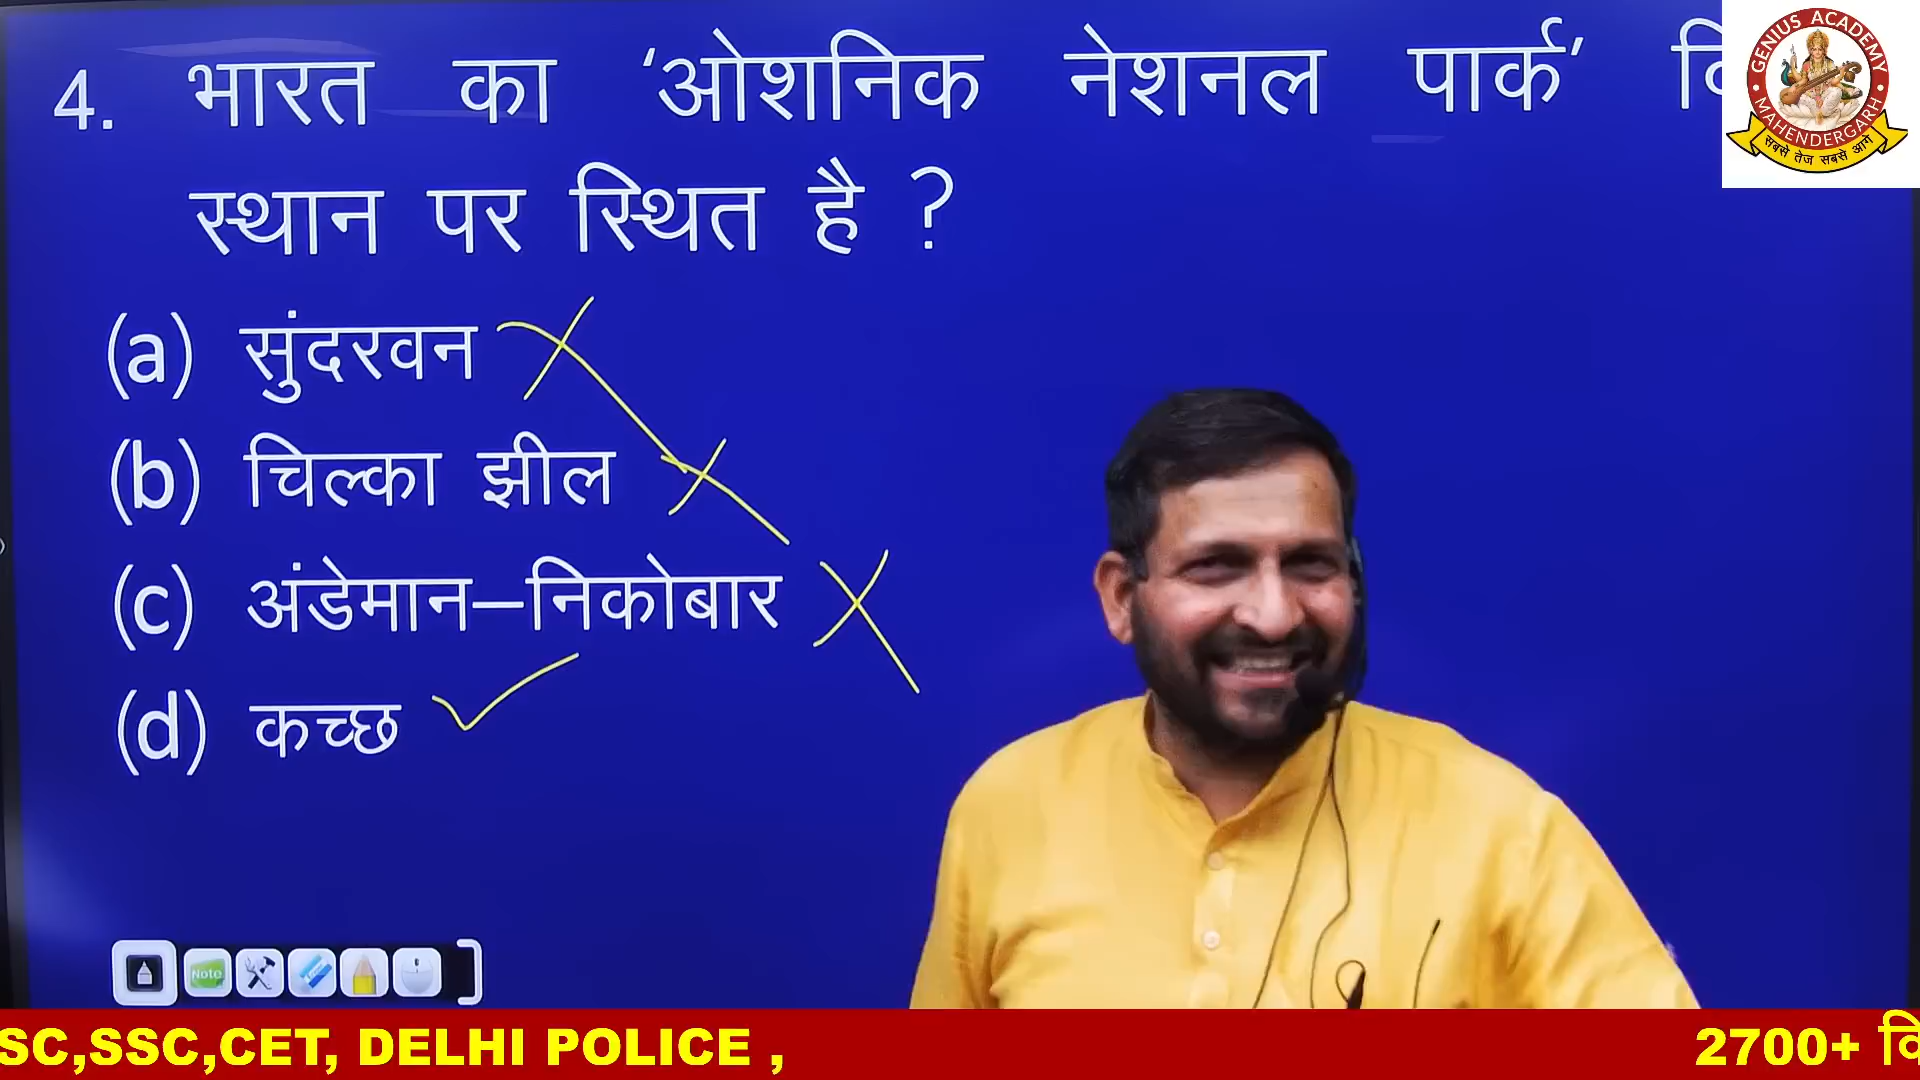 4. भारत का ‘ओशनिक नेशनल पार्क’
स्थान पर स्थित है ?
(a) सुंदरवन
(b) चिल्का झील
(c) अंडेमान–निकोबार
(d) कच्छ
GENIUS ACADEMY
MAHENDERGARH
सबसे तेज सबसे आगे
Note
SC,SSC,CET, DELHI POLICE , 2700+